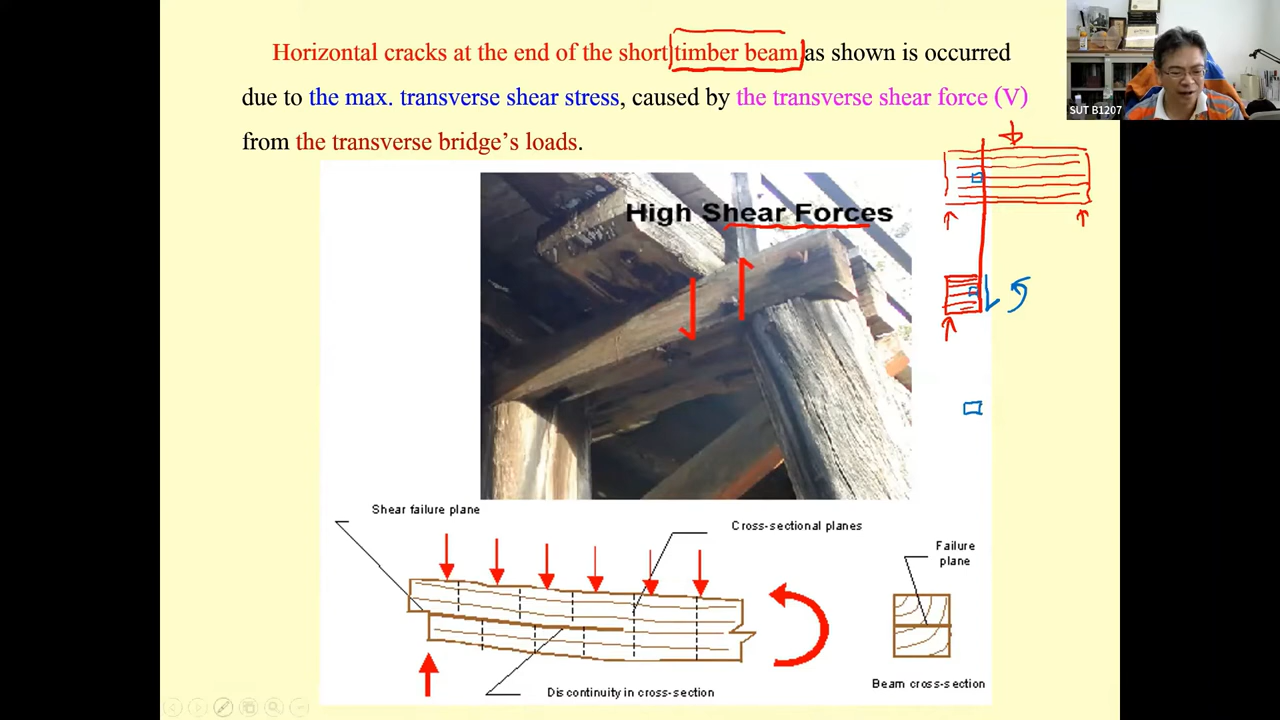 Horizontal cracks at the end of the short timber beam as shown is occurred
due to the max. transverse shear stress, caused by the transverse shear force (V)
from the transverse bridge's loads.
SUT B1207
High Shear Forces
Shear failure plane
Cross-sectional planes
Failure
plane
Discontinuity in cross-section
Beam cross-section